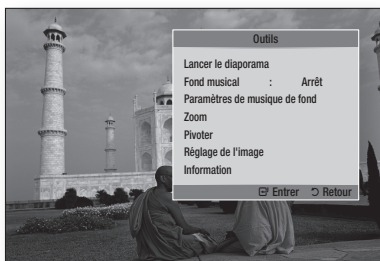 Outils
Lancer le diaporama
Fond musical : Arrêt
Paramètres de musique de fond
Zoom
Pivoter
Réglage de l'image
Information
Entrer Retour